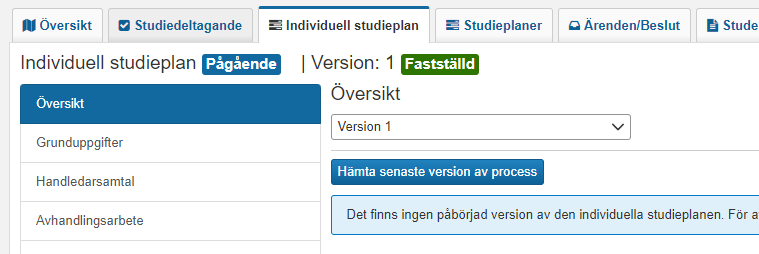 Översikt Studiedeltagande Individuell studieplan Studieplaner Ärenden/Beslut
Individuell studieplan Pågående | Version: 1 Fastställd
Översikt
Grunduppgifter
Handledarsamtal
Avhandlingsarbete
Översikt
Version 1
Hämta senaste version av process
Det finns ingen påbörjad version av den individuella studieplanen. För